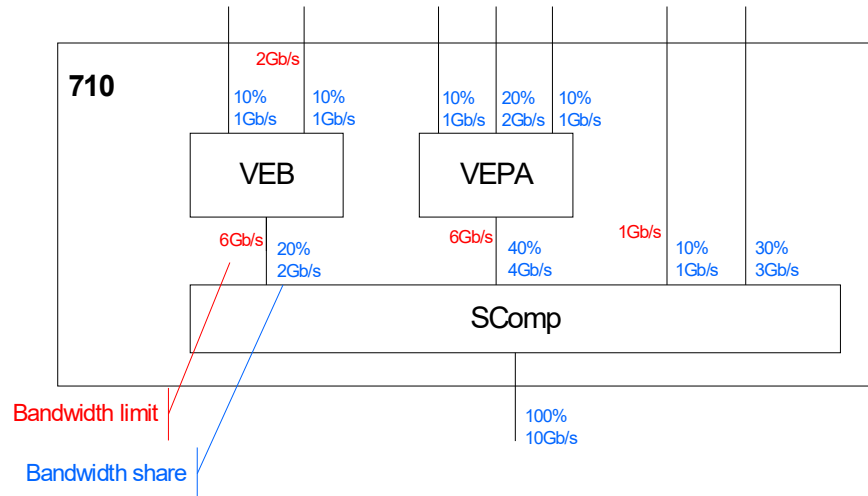 2Gb/s
710
10%
1Gb/s
10%
1Gb/s
10%
1Gb/s
20%
2Gb/s
10%
1Gb/s
VEB
VEPA
6Gb/s
20%
2Gb/s
6Gb/s
40%
4Gb/s
1Gb/s
10%
1Gb/s
30%
3Gb/s
SComp
Bandwidth limit
100%
10Gb/s
Bandwidth share